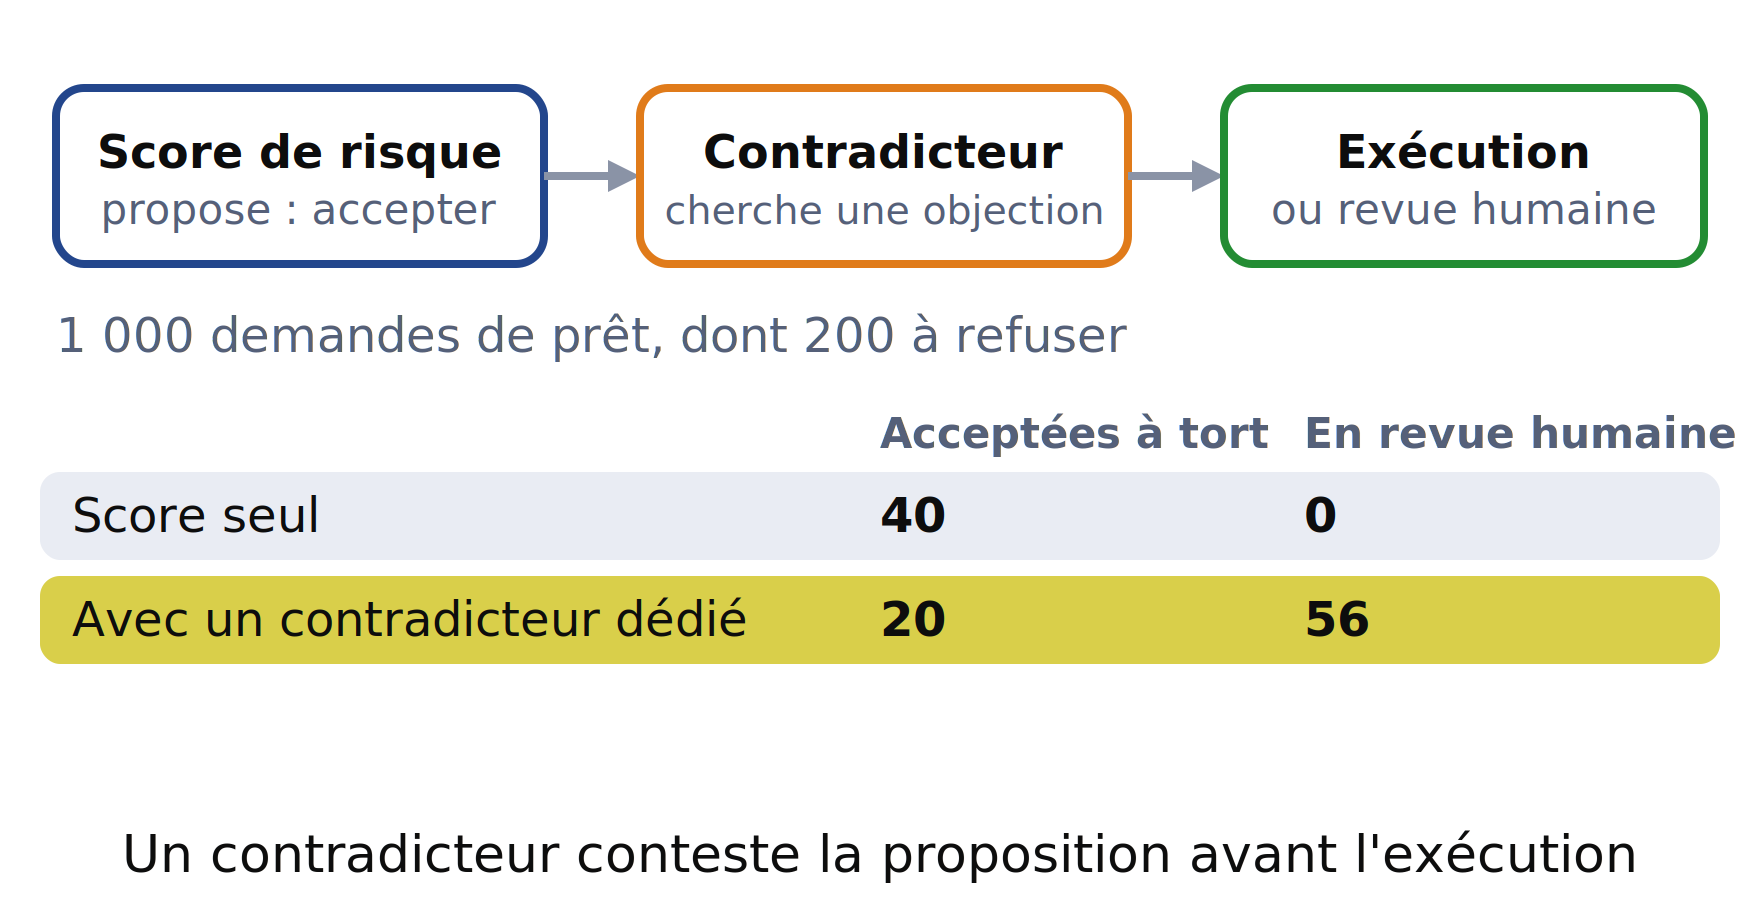 Score de risque
propose : accepter
Contradicteur
cherche une objection
Exécution
ou revue humaine
1 000 demandes de prêt, dont 200 à refuser
Acceptées à tort En revue humaine
Score seul 40 0
Avec un contradicteur dédié 20 56
Un contradicteur conteste la proposition avant l'exécution